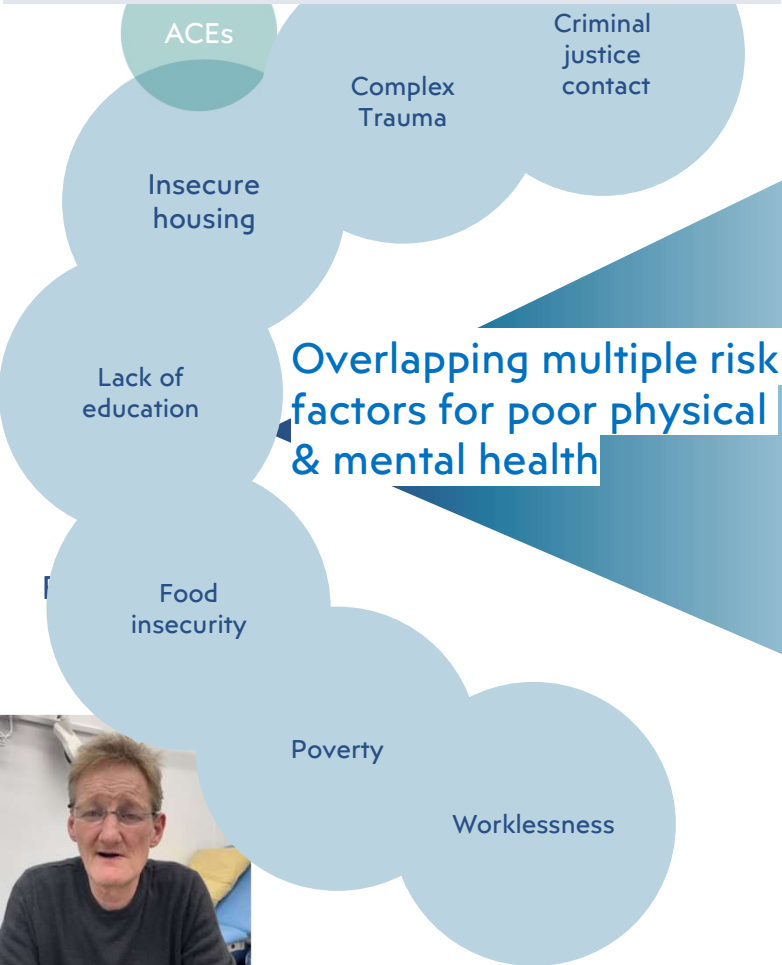 ACEs
Criminal
justice
contact
Complex
Trauma
Insecure
housing
Lack of
education
Overlapping multiple risk
factors for poor physical
& mental health
Food
insecurity
Poverty
Worklessness